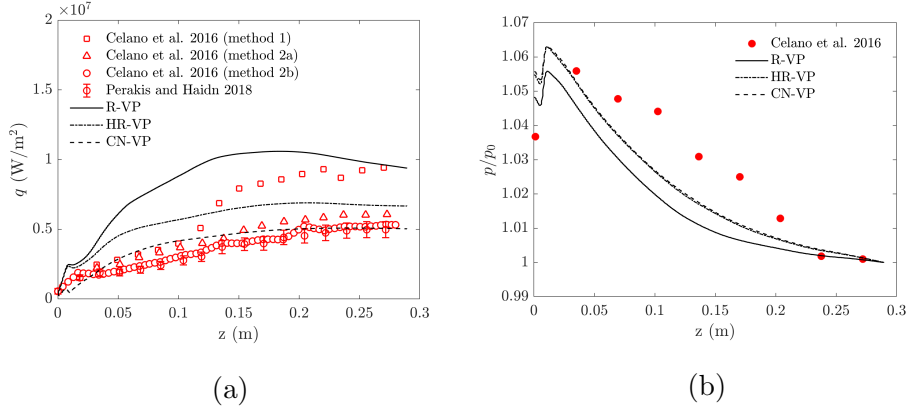 ×10⁷
2
1.5
1
0.5
0
q (W/m²)
Celano et al. 2016 (method 1)
Celano et al. 2016 (method 2a)
Celano et al. 2016 (method 2b)
Perakis and Haidn 2018
R-VP
HR-VP
CN-VP
0 0.05 0.1 0.15 0.2 0.25 0.3
z (m)
(a)
1.07
1.06
1.05
1.04
1.03
1.02
1.01
1
0.99
p/p₀
Celano et al. 2016
R-VP
HR-VP
CN-VP
0 0.05 0.1 0.15 0.2 0.25 0.3
z (m)
(b)